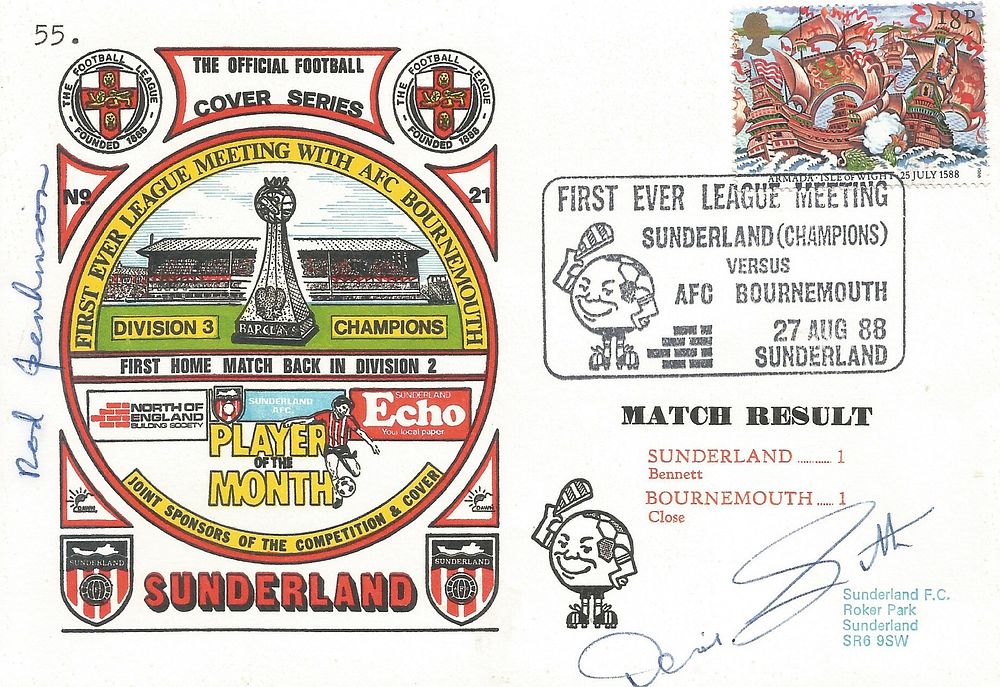 55.
THE FOOTBALL LEAGUE
FOUNDED 1888
THE OFFICIAL FOOTBALL
COVER SERIES
THE FOOTBALL LEAGUE
FOUNDED 1888
No 21
FIRST EVER LEAGUE MEETING WITH AFC BOURNEMOUTH
BARCLAYS
DIVISION 3 CHAMPIONS
FIRST HOME MATCH BACK IN DIVISION 2
NORTH OF
ENGLAND
BUILDING SOCIETY
SUNDERLAND
AFC
SUNDERLAND
Echo
Your local paper
PLAYER
OF THE
MONTH
JOINT SPONSORS OF THE COMPETITION & COVER
DAWN
DAWN
SUNDERLAND
SUNDERLAND
SUNDERLAND
Rod
18P
ARMADA · ISLE OF WIGHT · 25 JULY 1588
FIRST EVER LEAGUE MEETING
SUNDERLAND (CHAMPIONS)
VERSUS
AFC BOURNEMOUTH
27 AUG 88
SUNDERLAND
MATCH RESULT
SUNDERLAND ........... 1
Bennett
BOURNEMOUTH ..... 1
Close
Sunderland F.C.
Roker Park
Sunderland
SR6 9SW